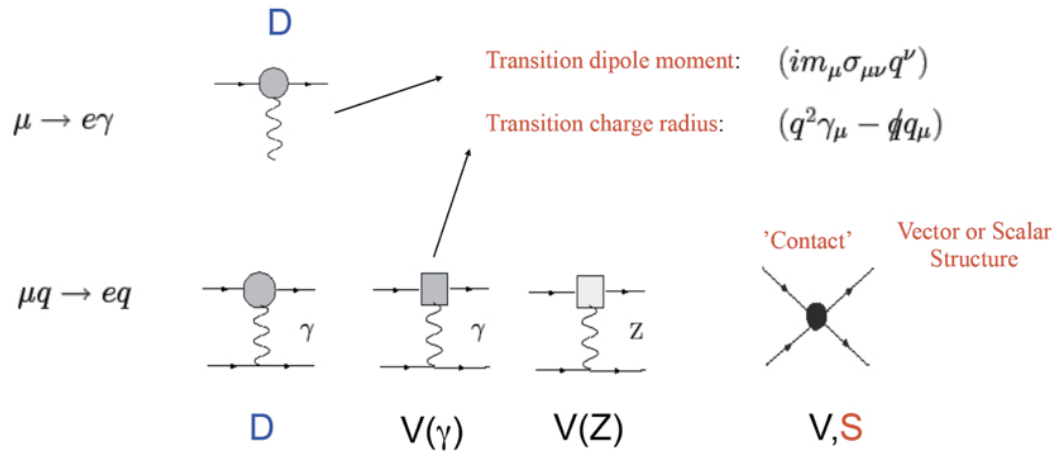 D
Transition dipole moment: (imμσμνq^ν)
μ → eγ
Transition charge radius: (q²γμ − q̸qμ)
'Contact' Vector or Scalar
Structure
μq → eq
γ γ Z
D V(γ) V(Z) V,S